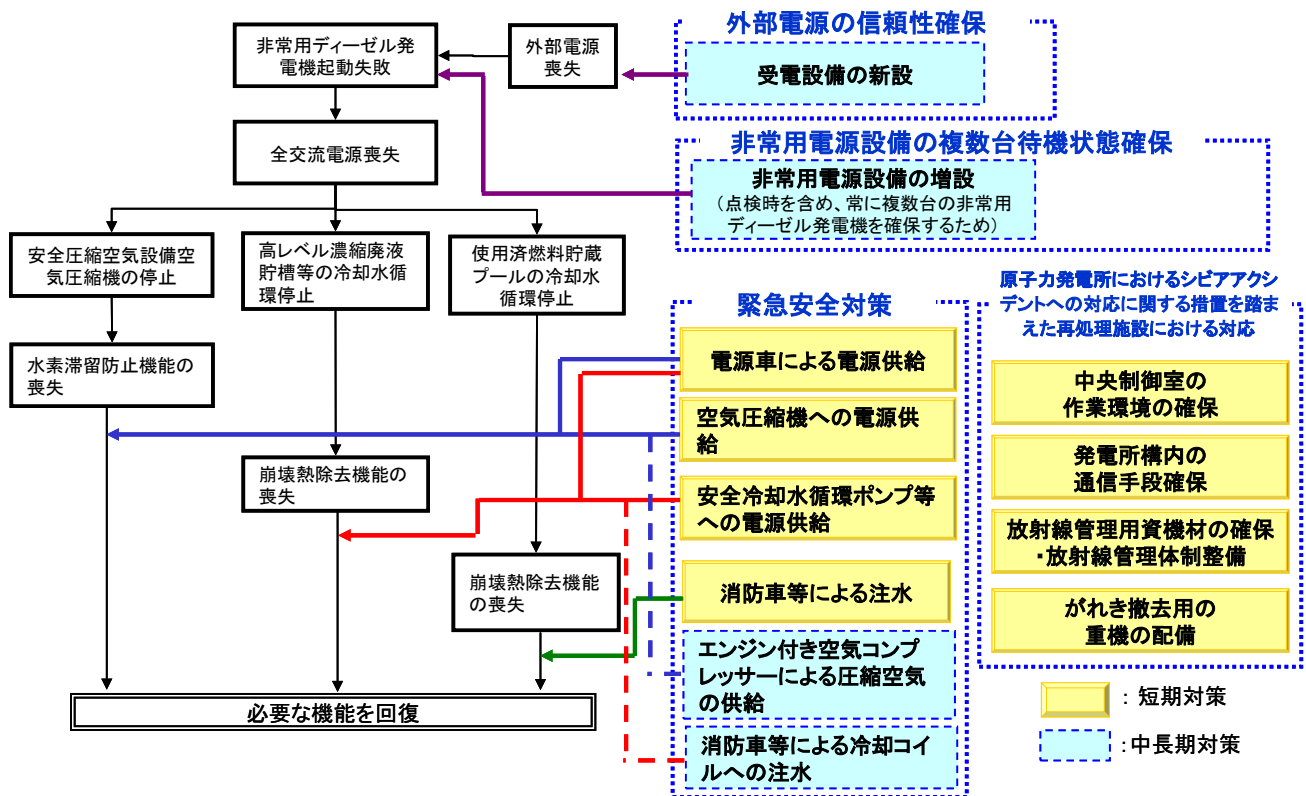 外部電源の信頼性確保
非常用ディーゼル発
電機起動失敗
外部電源
喪失
受電設備の新設
全交流電源喪失
非常用電源設備の複数台待機状態確保
非常用電源設備の増設
(点検時を含め、常に複数台の非常用
ディーゼル発電機を確保するため)
安全圧縮空気設備空
気圧縮機の停止
高レベル濃縮廃液
貯槽等の冷却水循
環停止
使用済燃料貯蔵
プールの冷却水
循環停止
水素滞留防止機能の
喪失
崩壊熱除去機能の
喪失
崩壊熱除去機能
の喪失
必要な機能を回復
緊急安全対策
電源車による電源供給
空気圧縮機への電源供
給
安全冷却水循環ポンプ等
への電源供給
消防車等による注水
エンジン付き空気コンプ
レッサーによる圧縮空気
の供給
消防車等による冷却コイ
ルへの注水
原子力発電所におけるシビアアクシ
デントへの対応に関する措置を踏ま
えた再処理施設における対応
中央制御室の
作業環境の確保
発電所構内の
通信手段確保
放射線管理用資機材の確保
・放射線管理体制整備
がれき撤去用の
重機の配備
：短期対策
：中長期対策